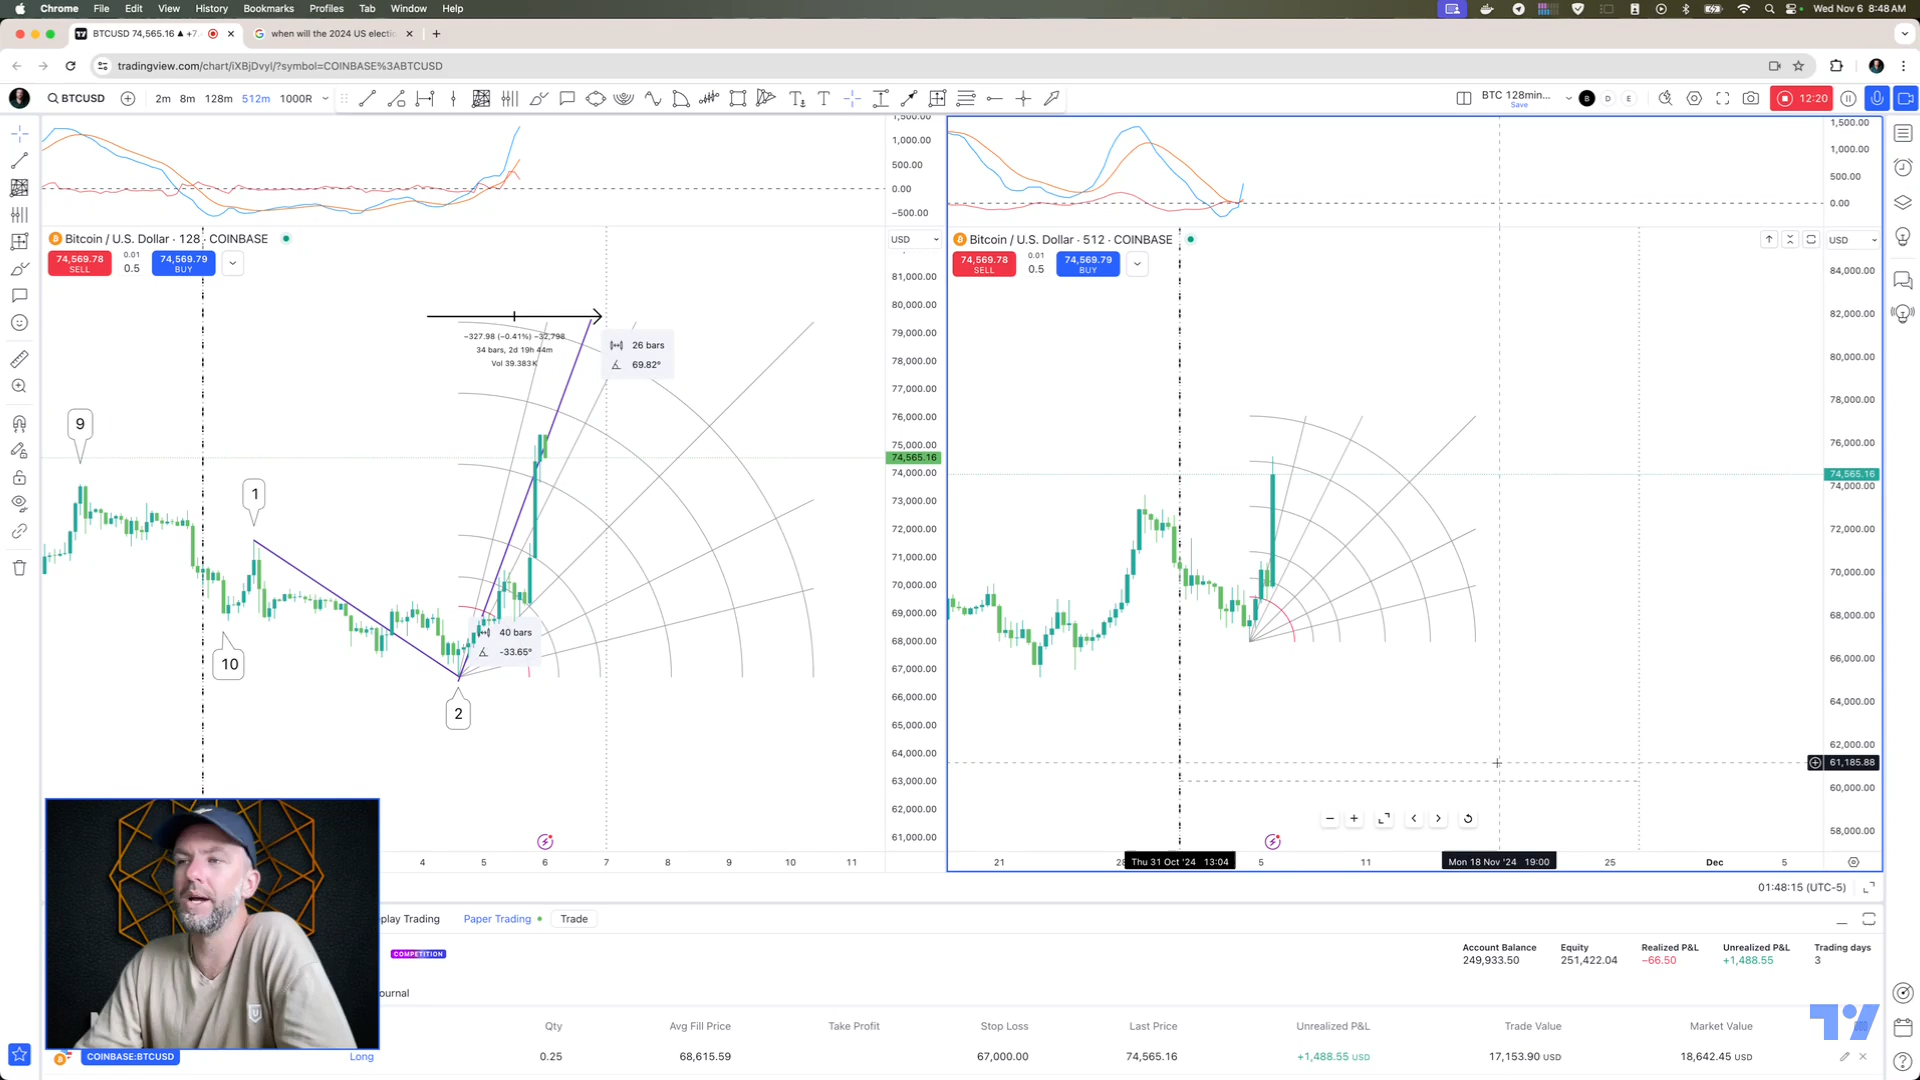 Chrome File Edit View History Bookmarks Profiles Tab Window Help Wed Nov 6 8:48 AM
BTCUSD 74,565.16 ▲ +7. when will the 2024 US electi
tradingview.com/chart/iXBjDvyl/?symbol=COINBASE%3ABTCUSD
BTCUSD 2m 8m 128m 512m 1000R BTC 128min... Save B D E 12:20
1,500.00
1,000.00
500.00
0.00
−500.00
1,500.00
1,000.00
500.00
0.00
Bitcoin / U.S. Dollar · 128 · COINBASE USD
74,569.78 SELL 0.01 0.5 74,569.79 BUY
81,000.00
80,000.00
79,000.00
78,000.00
77,000.00
76,000.00
75,000.00
74,565.16
74,000.00
73,000.00
72,000.00
71,000.00
70,000.00
69,000.00
68,000.00
67,000.00
66,000.00
65,000.00
64,000.00
63,000.00
62,000.00
61,000.00
−327.98 (−0.41%) −32,798
34 bars, 2d 19h 44m
Vol 39.383K
26 bars
69.82°
9
1
10
40 bars
-33.65°
2
4 5 6 7 8 9 10 11
Bitcoin / U.S. Dollar · 512 · COINBASE USD
74,569.78 SELL 0.01 0.5 74,569.79 BUY
84,000.00
82,000.00
80,000.00
78,000.00
76,000.00
74,565.16
74,000.00
72,000.00
70,000.00
68,000.00
66,000.00
64,000.00
62,000.00
61,185.88
60,000.00
58,000.00
21 28 Thu 31 Oct '24 13:04 5 11 Mon 18 Nov '24 19:00 25 Dec 5
01:48:15 (UTC-5)
play Trading Paper Trading Trade
COMPETITION
Account Balance Equity Realized P&L Unrealized P&L Trading days
249,933.50 251,422.04 −66.50 +1,488.55 3
ournal
Qty Avg Fill Price Take Profit Stop Loss Last Price Unrealized P&L Trade Value Market Value
COINBASE:BTCUSD Long 0.25 68,615.59 67,000.00 74,565.16 +1,488.55 USD 17,153.90 USD 18,642.45 USD